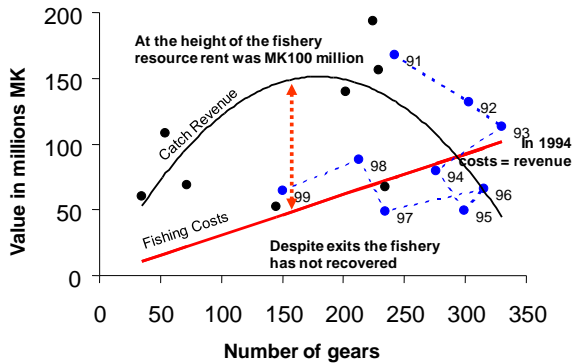 200
150
100
50
0
Value in millions MK
At the height of the fishery
resource rent was MK100 million
Catch Revenue
Fishing Costs
91
92
93
In 1994
costs = revenue
94
98
99
96
97
95
Despite exits the fishery
has not recovered
0 50 100 150 200 250 300 350
Number of gears